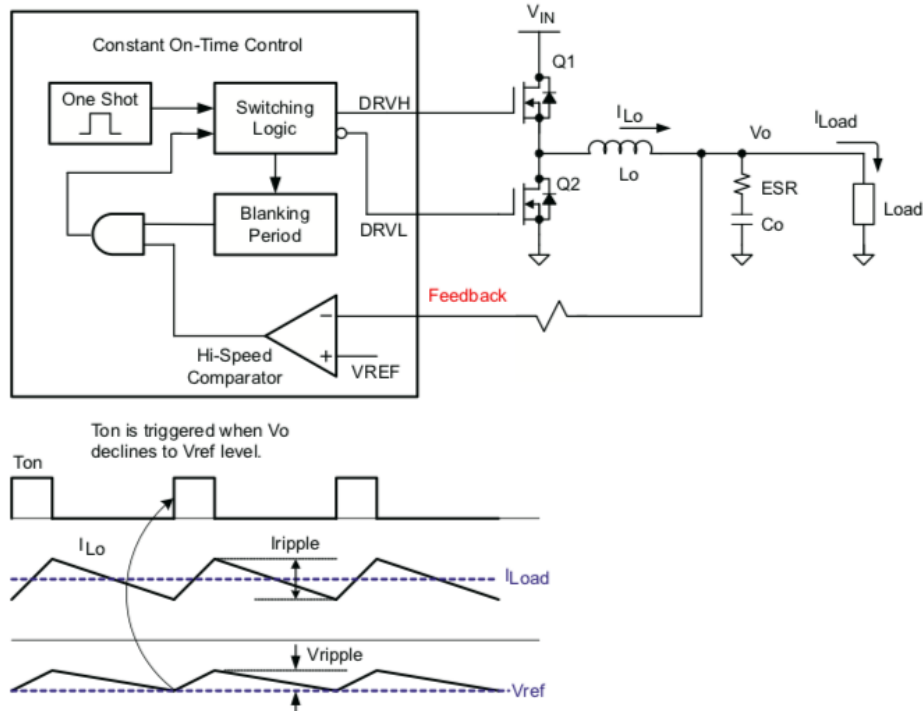 Constant On-Time Control
One Shot
Switching
Logic
DRVH
Blanking
Period
DRVL
Hi-Speed
Comparator
−
+
VREF
Feedback
VIN
Q1
Q2
ILo
Lo
Vo
ILoad
ESR
Co
Load
Ton is triggered when Vo
declines to Vref level.
Ton
ILo
Iripple
ILoad
Vripple
Vref